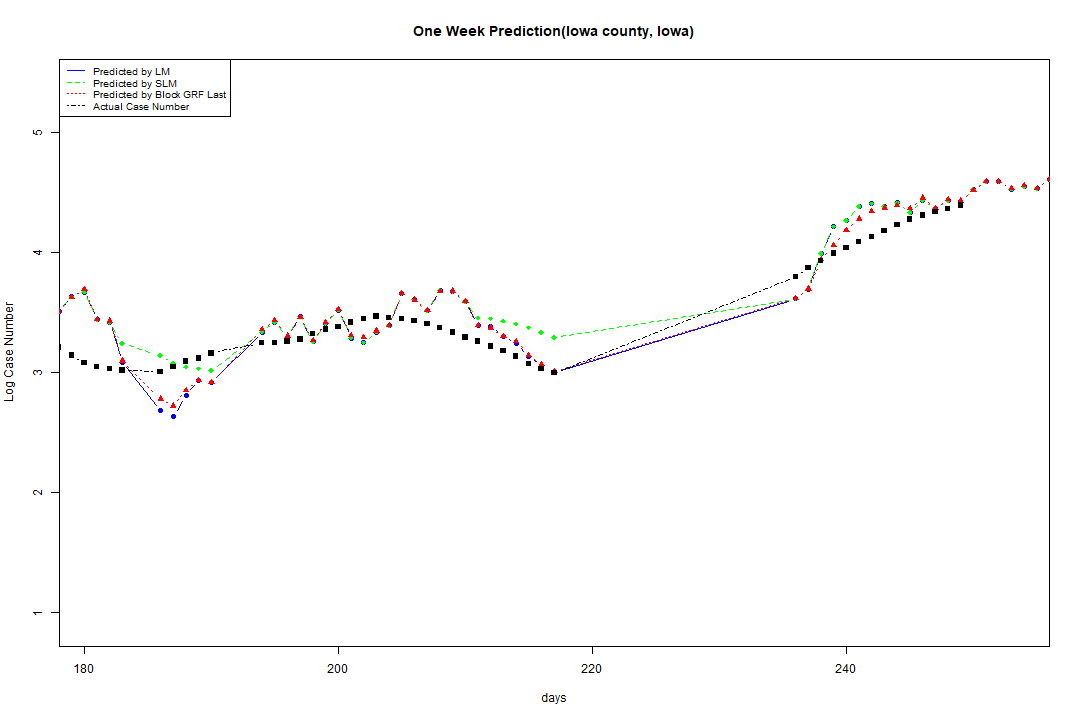 One Week Prediction(Iowa county, Iowa)
Predicted by LM
Predicted by SLM
Predicted by Block GRF Last
Actual Case Number
5
4
3
2
1
Log Case Number
180 200 220 240
days